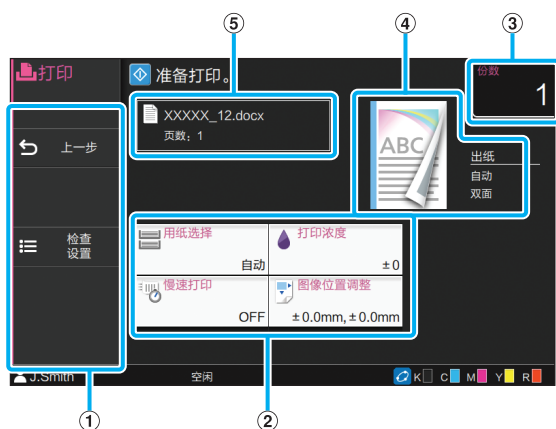 ⑤
④
③
打印
准备打印。
份数
1
XXXXX_12.docx
页数：1
上一步
ABC
出纸
自动
双面
检查
设置
用纸选择
自动
打印浓度
±0
慢速打印
OFF
图像位置调整
±0.0mm,±0.0mm
J.Smith
空闲
K C M Y R
①
②